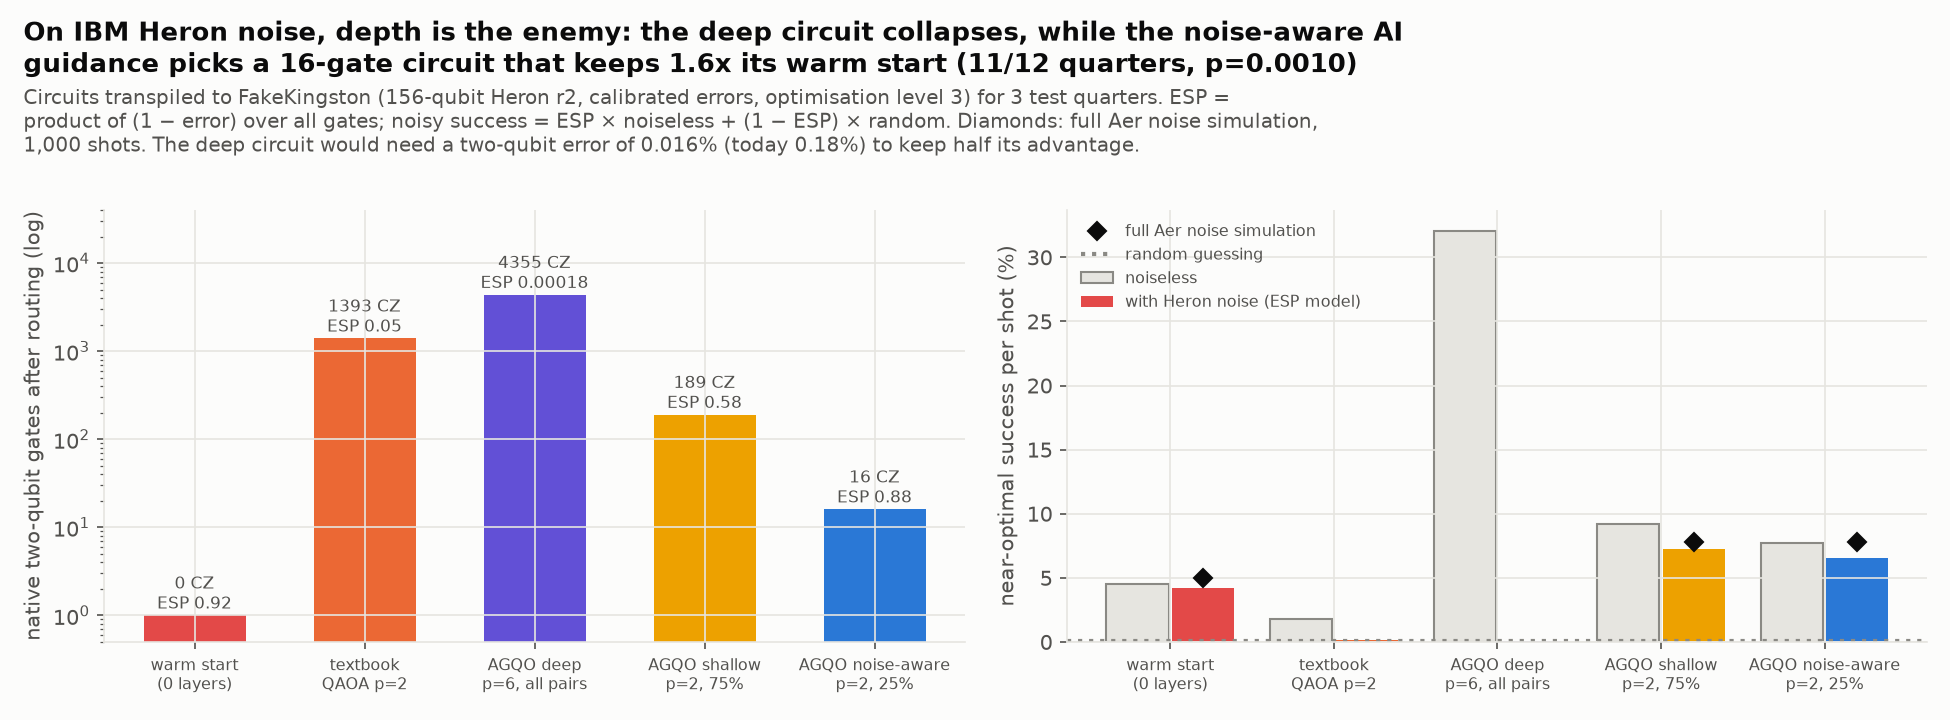 On IBM Heron noise, depth is the enemy: the deep circuit collapses, while the noise-aware AI
guidance picks a 16-gate circuit that keeps 1.6x its warm start (11/12 quarters, p=0.0010)
Circuits transpiled to FakeKingston (156-qubit Heron r2, calibrated errors, optimisation level 3) for 3 test quarters. ESP =
product of (1 − error) over all gates; noisy success = ESP × noiseless + (1 − ESP) × random. Diamonds: full Aer noise simulation,
1,000 shots. The deep circuit would need a two-qubit error of 0.016% (today 0.18%) to keep half its advantage.
native two-qubit gates after routing (log)
10⁴
10³
10²
10¹
10⁰
0 CZ
ESP 0.92
1393 CZ
ESP 0.05
4355 CZ
ESP 0.00018
189 CZ
ESP 0.58
16 CZ
ESP 0.88
warm start
(0 layers)
textbook
QAOA p=2
AGQO deep
p=6, all pairs
AGQO shallow
p=2, 75%
AGQO noise-aware
p=2, 25%
near-optimal success per shot (%)
30
25
20
15
10
5
0
full Aer noise simulation
random guessing
noiseless
with Heron noise (ESP model)
warm start
(0 layers)
textbook
QAOA p=2
AGQO deep
p=6, all pairs
AGQO shallow
p=2, 75%
AGQO noise-aware
p=2, 25%